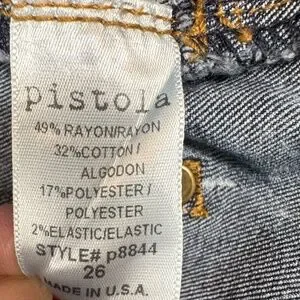 pistola
49% RAYON/RAYON
32%COTTON/
ALGODON
17%POLYESTER/
POLYESTER
2%ELASTIC/ELASTIC
STYLE# p8844
26
MADE IN U.S.A.